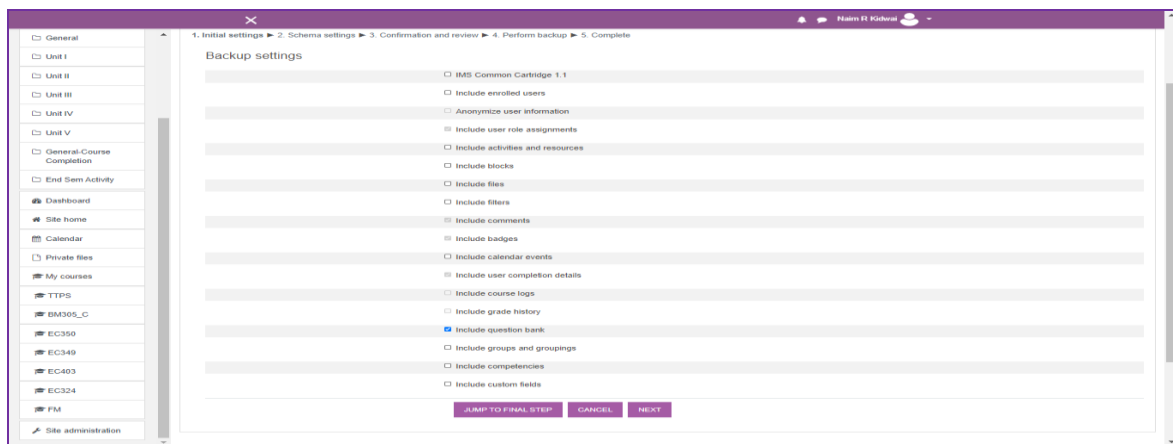 Naim R Kidwai
General
1. Initial settings ► 2. Schema settings ► 3. Confirmation and review ► 4. Perform backup ► 5. Complete
Unit I
Backup settings
Unit II
Unit III
Unit IV
Unit V
General-Course
Completion
End Sem Activity
Dashboard
Site home
Calendar
Private files
My courses
TTPS
BM305_C
EC350
EC349
EC403
EC324
FM
Site administration
IMS Common Cartridge 1.1
Include enrolled users
Anonymize user information
Include user role assignments
Include activities and resources
Include blocks
Include files
Include filters
Include comments
Include badges
Include calendar events
Include user completion details
Include course logs
Include grade history
Include question bank
Include groups and groupings
Include competencies
Include custom fields
JUMP TO FINAL STEP CANCEL NEXT